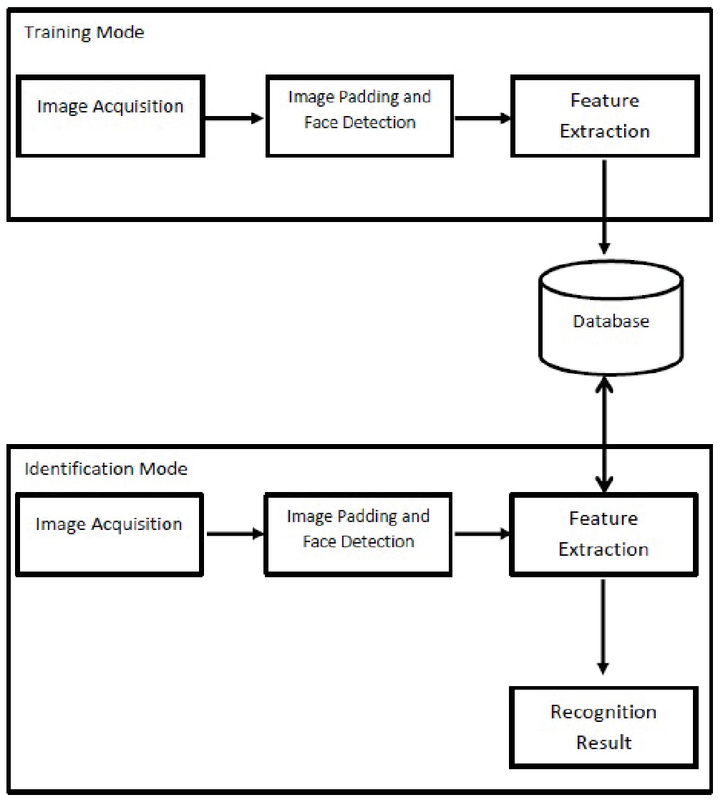 Training Mode
Image Acquisition
Image Padding and
Face Detection
Feature
Extraction
Database
Identification Mode
Image Acquisition
Image Padding and
Face Detection
Feature
Extraction
Recognition
Result